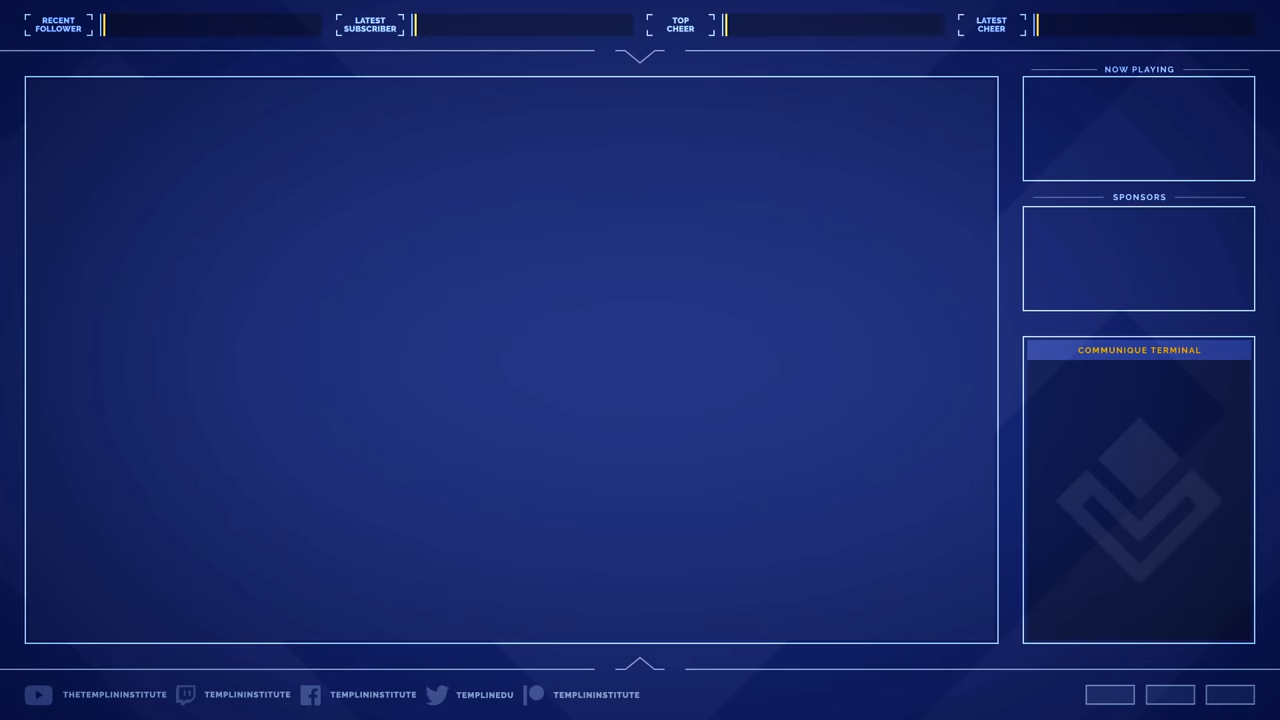 RECENT
FOLLOWER
LATEST
SUBSCRIBER
TOP
CHEER
LATEST
CHEER
NOW PLAYING
SPONSORS
COMMUNIQUE TERMINAL
THETEMPLININSTITUTE
TEMPLININSTITUTE
TEMPLININSTITUTE
TEMPLINEDU
TEMPLININSTITUTE